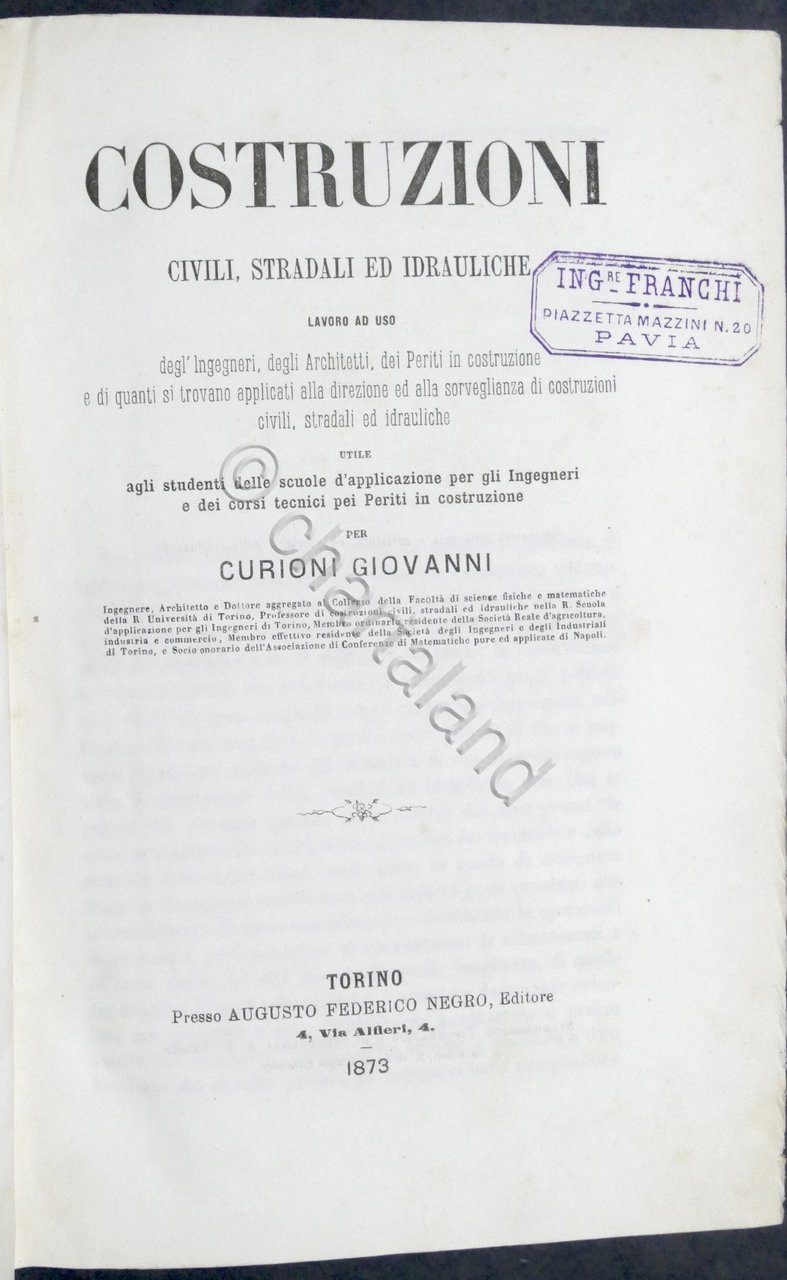 COSTRUZIONI
CIVILI, STRADALI ED IDRAULICHE
ING.RE FRANCHI
PIAZZETTA MAZZINI N.20
PAVIA
LAVORO AD USO
degl'Ingegneri, degli Architetti, dei Periti in costruzione
e di quanti si trovano applicati alla direzione ed alla sorveglianza di costruzioni
civili, stradali ed idrauliche
UTILE
agli studenti delle scuole d'applicazione per gli Ingegneri
e dei corsi tecnici pei Periti in costruzione
PER
CURIONI GIOVANNI
Ingegnere, Architetto e Dottore aggregato al Collegio della Facoltà di scienze fisiche e matematiche
della R. Università di Torino, Professore di costruzioni civili, stradali ed idrauliche nella R. Scuola
d'applicazione per gli Ingegneri di Torino, Membro ordinario residente della Società Reale d'agricoltura,
industria e commercio, Membro effettivo residente della Società degli Ingegneri e degli Industriali
di Torino, e Socio onorario dell'Associazione di Conferenze di Matematiche pure ed applicate di Napoli.
© chartaland
TORINO
Presso AUGUSTO FEDERICO NEGRO, Editore
4, Via Alfieri, 4.
1873